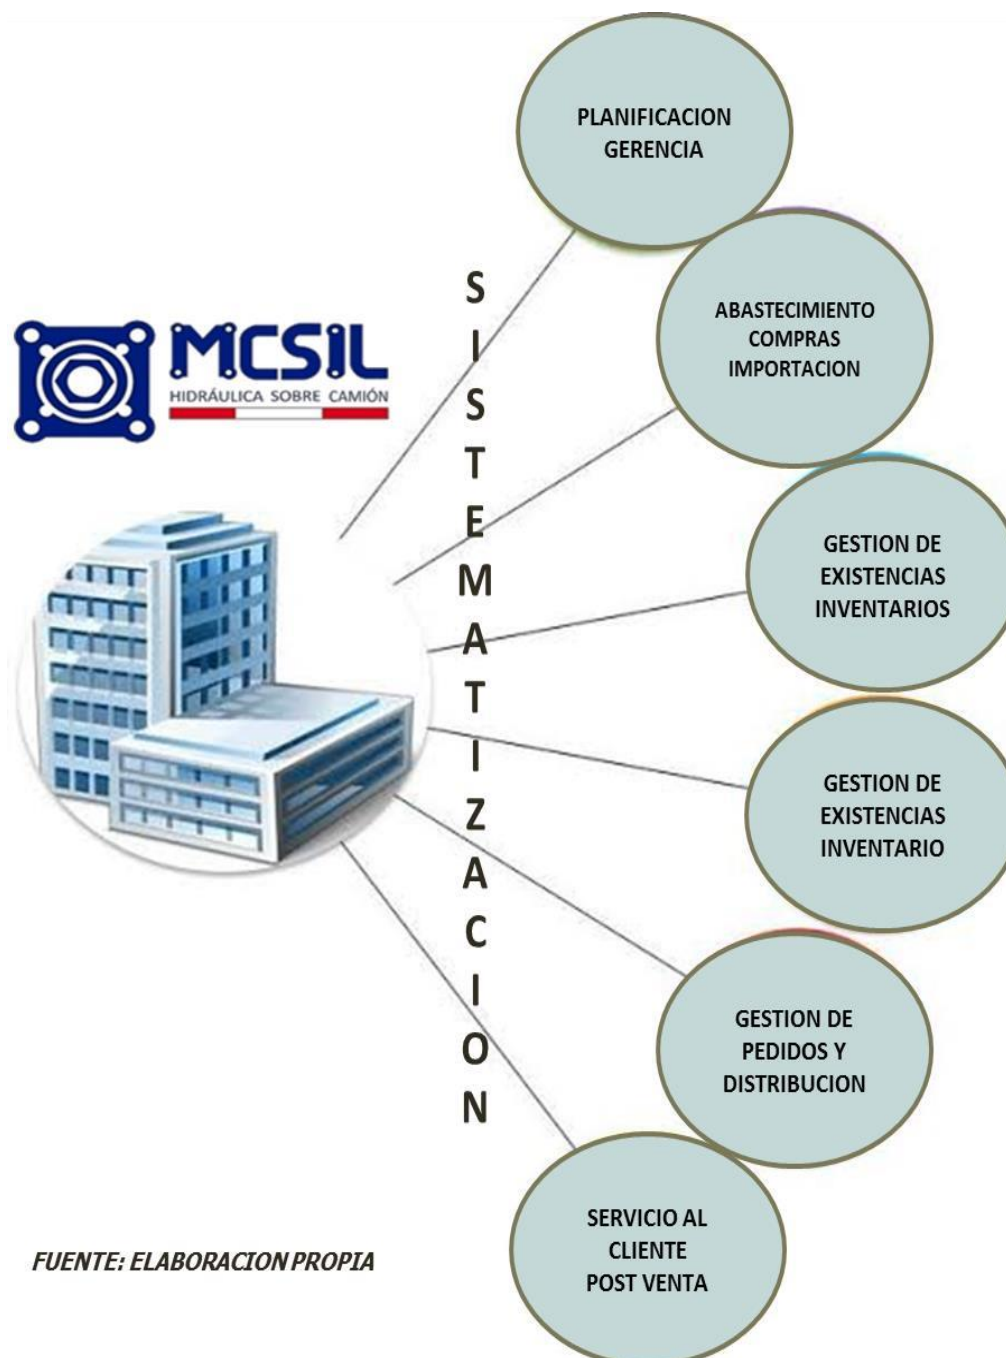 PLANIFICACION
GERENCIA
ABASTECIMIENTO
COMPRAS
IMPORTACION
MCSIL
HIDRÁULICA SOBRE CAMIÓN
SISTEMATIZACION
GESTION DE
EXISTENCIAS
INVENTARIOS
GESTION DE
EXISTENCIAS
INVENTARIO
GESTION DE
PEDIDOS Y
DISTRIBUCION
SERVICIO AL
CLIENTE
POST VENTA
FUENTE: ELABORACION PROPIA